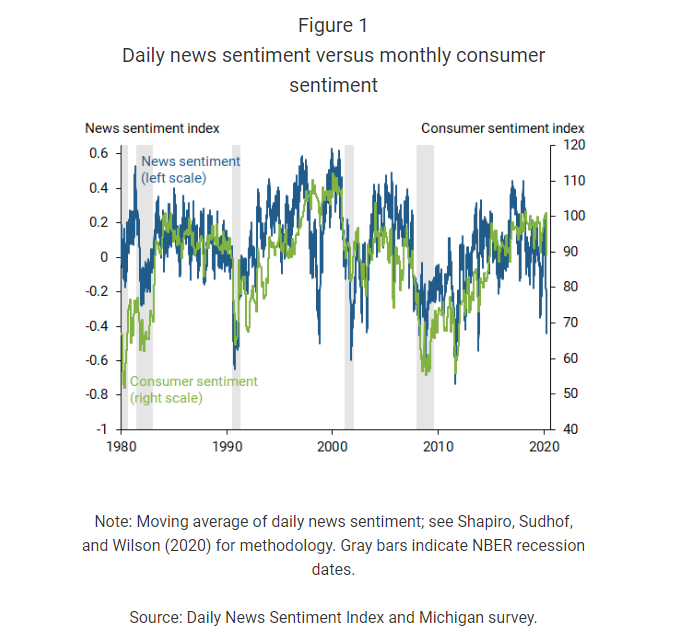 Figure 1
Daily news sentiment versus monthly consumer
sentiment
News sentiment index
Consumer sentiment index
0.6
0.4
0.2
0
-0.2
-0.4
-0.6
-0.8
-1
News sentiment
(left scale)
Consumer sentiment
(right scale)
120
110
100
90
80
70
60
50
40
1980
1990
2000
2010
2020
Note: Moving average of daily news sentiment; see Shapiro, Sudhof,
and Wilson (2020) for methodology. Gray bars indicate NBER recession
dates.
Source: Daily News Sentiment Index and Michigan survey.